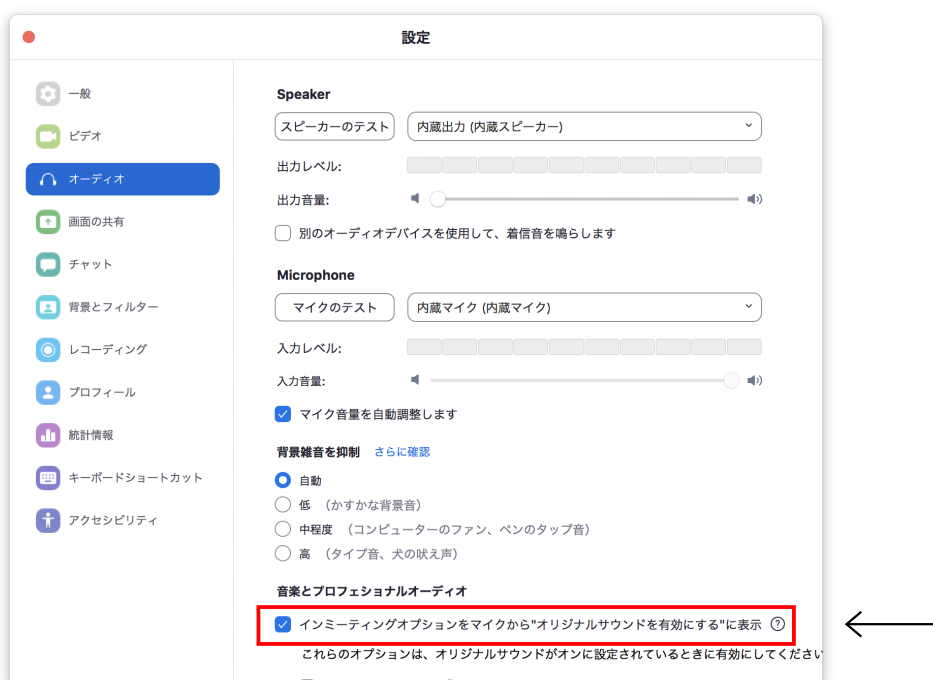 設定
一般
ビデオ
オーディオ
画面の共有
チャット
背景とフィルター
レコーディング
プロフィール
統計情報
キーボードショートカット
アクセシビリティ
Speaker
スピーカーのテスト 内蔵出力 (内蔵スピーカー)
出力レベル:
出力音量:
別のオーディオデバイスを使用して、着信音を鳴らします
Microphone
マイクのテスト 内蔵マイク (内蔵マイク)
入力レベル:
入力音量:
マイク音量を自動調整します
背景雑音を抑制 さらに確認
自動
低 (かすかな背景音)
中程度 (コンピューターのファン、ペンのタップ音)
高 (タイプ音、犬の吠え声)
音楽とプロフェショナルオーディオ
インミーティングオプションをマイクから"オリジナルサウンドを有効にする"に表示 ?
これらのオプションは、オリジナルサウンドがオンに設定されているときに有効にしてください